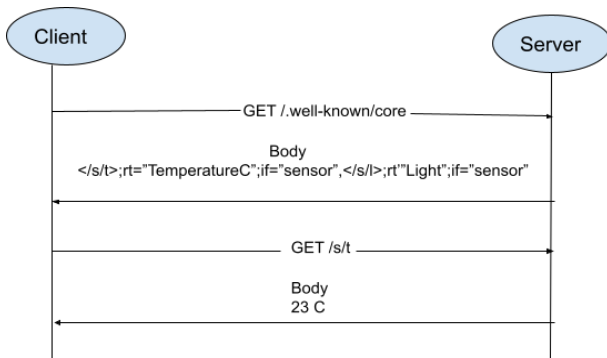 Client
Server
GET /.well-known/core
Body
</s/t>;rt="TemperatureC";if="sensor",</s/l>;rt'"Light";if="sensor"
GET /s/t
Body
23 C